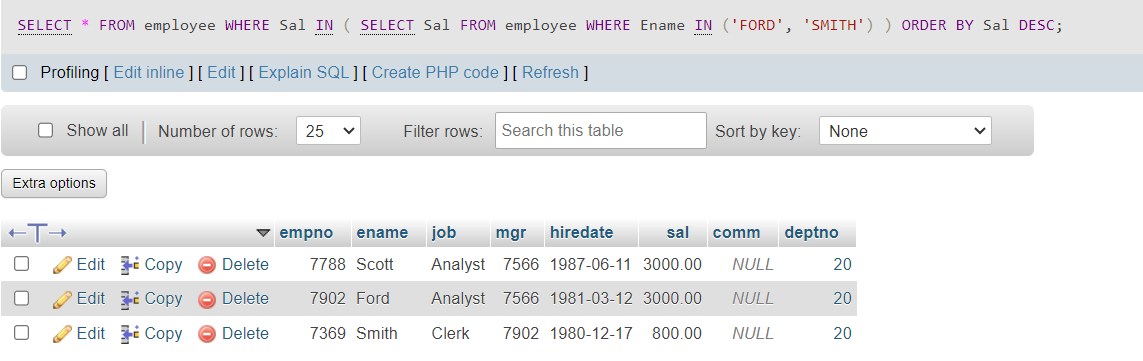 SELECT * FROM employee WHERE Sal IN ( SELECT Sal FROM employee WHERE Ename IN ('FORD', 'SMITH') ) ORDER BY Sal DESC;
Profiling [ Edit inline ] [ Edit ] [ Explain SQL ] [ Create PHP code ] [ Refresh ]
Show all Number of rows: 25 Filter rows: Search this table Sort by key: None
Extra options
empno ename job mgr hiredate sal comm deptno
Edit Copy Delete 7788 Scott Analyst 7566 1987-06-11 3000.00 NULL 20
Edit Copy Delete 7902 Ford Analyst 7566 1981-03-12 3000.00 NULL 20
Edit Copy Delete 7369 Smith Clerk 7902 1980-12-17 800.00 NULL 20